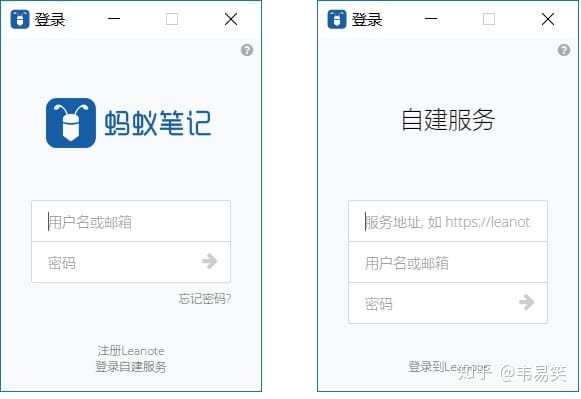 登录
蚂蚁笔记
用户名或邮箱
密码
忘记密码?
注册Leanote
登录自建服务
登录
自建服务
服务地址, 如 https://leanot
用户名或邮箱
密码
登录到Leanote
知乎 @韦易笑